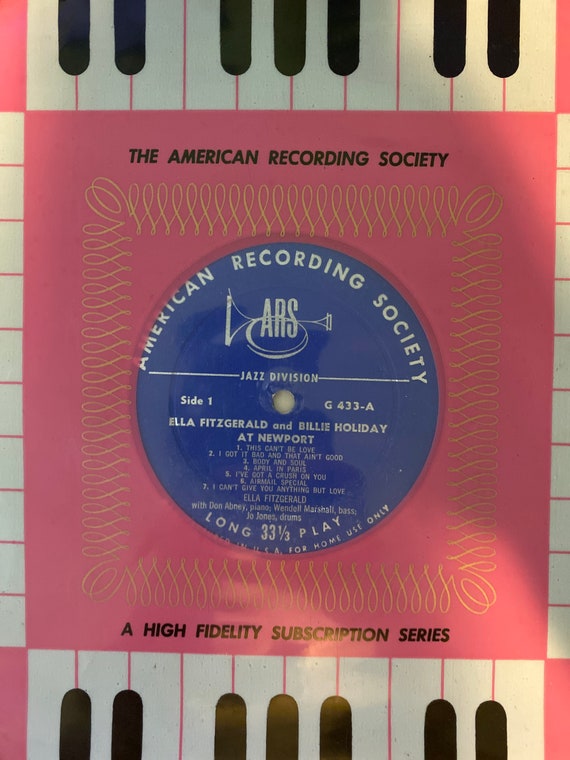 THE AMERICAN RECORDING SOCIETY
AMERICAN RECORDING SOCIETY
ARS
JAZZ DIVISION
Side 1 G 433-A
ELLA FITZGERALD and BILLIE HOLIDAY
AT NEWPORT
1. THIS CAN'T BE LOVE
2. I GOT IT BAD AND THAT AIN'T GOOD
3. BODY AND SOUL
4. APRIL IN PARIS
5. I'VE GOT A CRUSH ON YOU
6. AIRMAIL SPECIAL
7. I CAN'T GIVE YOU ANYTHING BUT LOVE
ELLA FITZGERALD
with Don Abney, piano; Wendell Marshall, bass;
Jo Jones, drums
LONG 33⅓ PLAY
IN U.S.A. FOR HOME USE ONLY
A HIGH FIDELITY SUBSCRIPTION SERIES